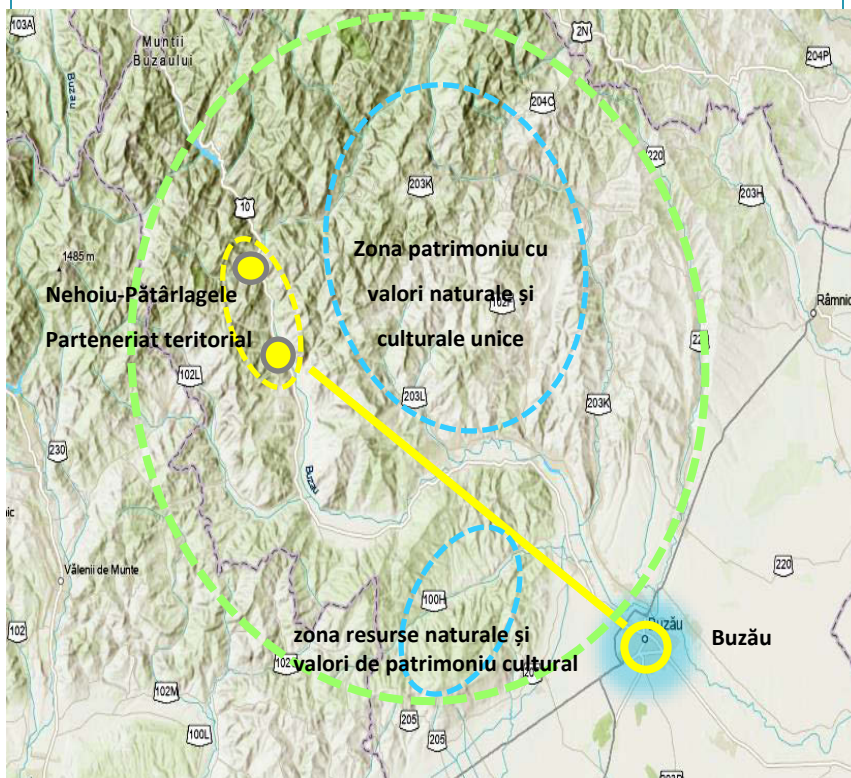 103A
Muntii
Buzaului
Buzau
2N
204P
204C
220
203K
203H
10
1485 m
Zona patrimoniu cu
valori naturale și
culturale unice
Nehoiu-Pătârlagele
Parteneriat teritorial
Râmnic
102L
203L
203K
230
Buzau
Vălenii de Munte
220
100H
102
zona resurse naturale și
valori de patrimoniu cultural
Buzău
102M
100L
205
205